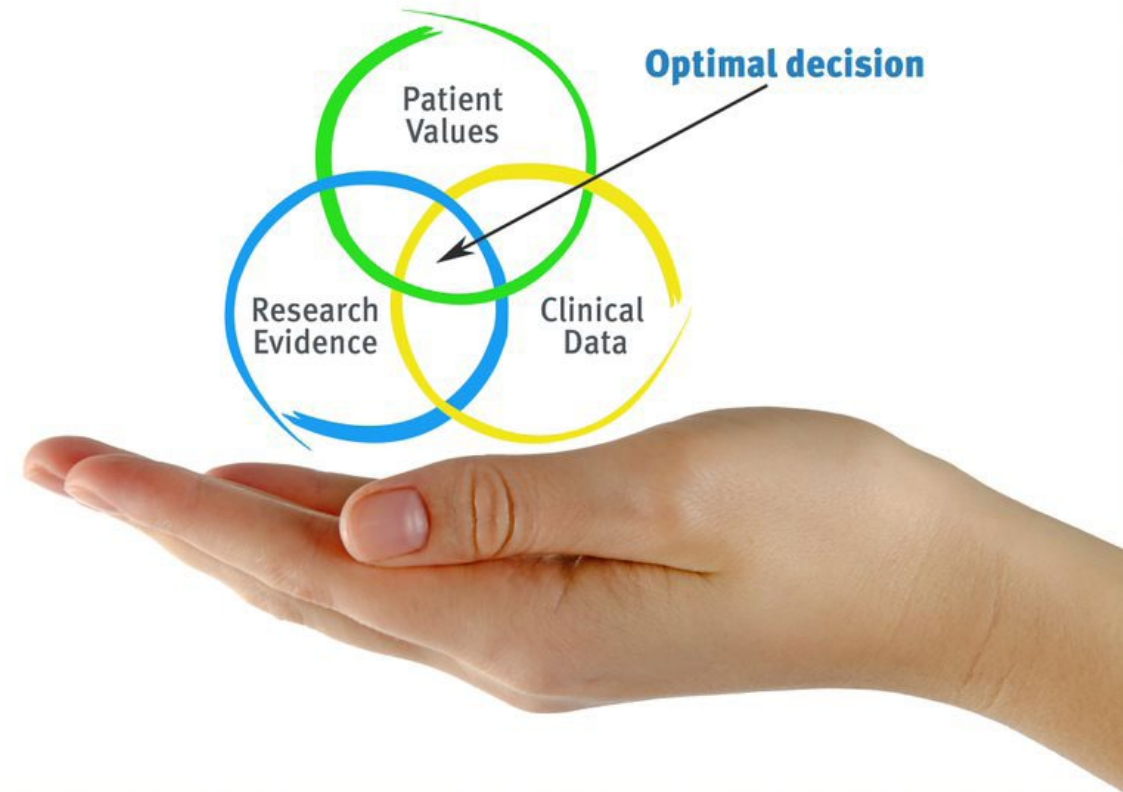 Optimal decision
Patient
Values
Research
Evidence
Clinical
Data